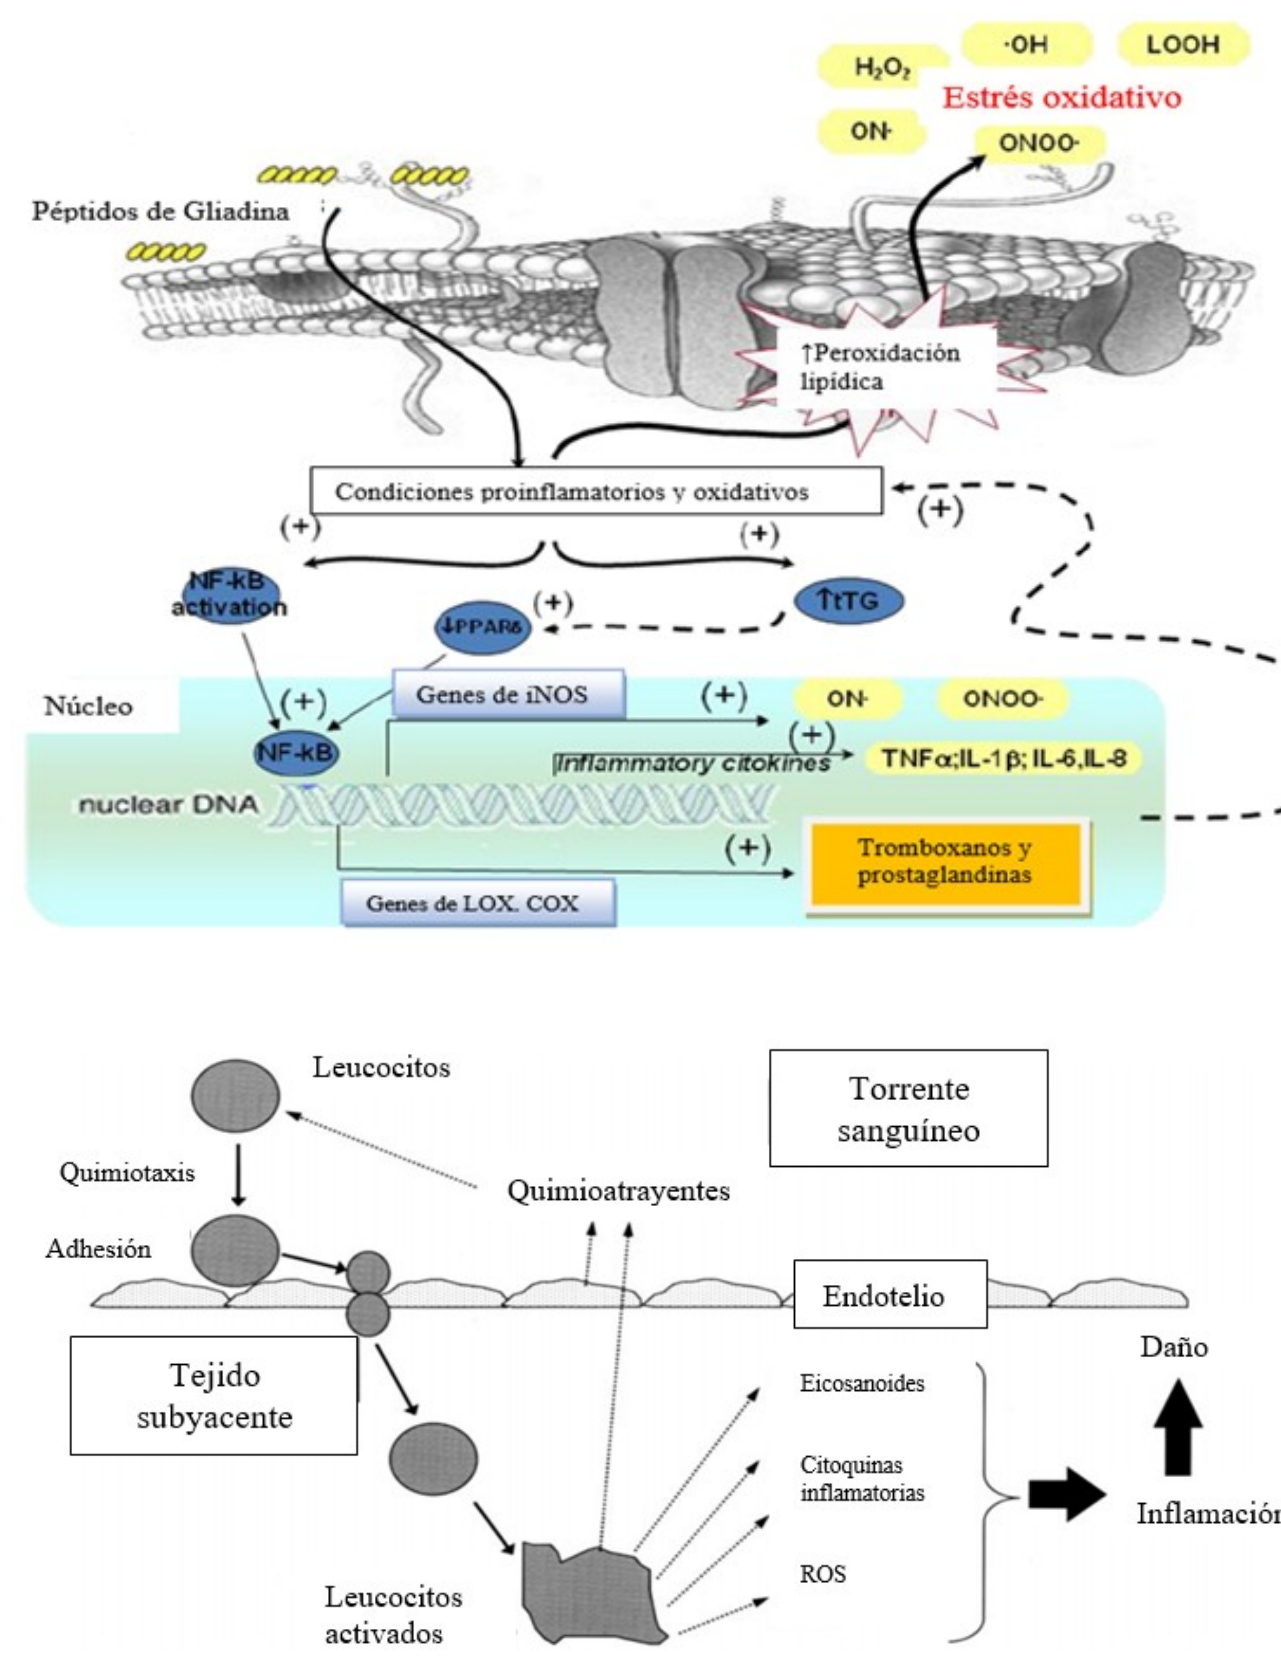 ·OH
LOOH
H₂O₂
Estrés oxidativo
ON·
ONOO·
Péptidos de Gliadina
↑Peroxidación
lipídica
Condiciones proinflamatorios y oxidativos
(+)
(+)
(+)
NF-kB
activation
↓PPARδ
(+)
↑tTG
Núcleo
(+)
Genes de iNOS
(+)
ON·
ONOO·
NF-kB
(+)
Inflammatory citokines
TNFα;IL-1β; IL-6,IL-8
nuclear DNA
(+)
Tromboxanos y
prostaglandinas
Genes de LOX. COX
Leucocitos
Torrente
sanguíneo
Quimiotaxis
Quimioatrayentes
Adhesión
Endotelio
Tejido
subyacente
Daño
Eicosanoides
Citoquinas
inflamatorias
Inflamación
ROS
Leucocitos
activados